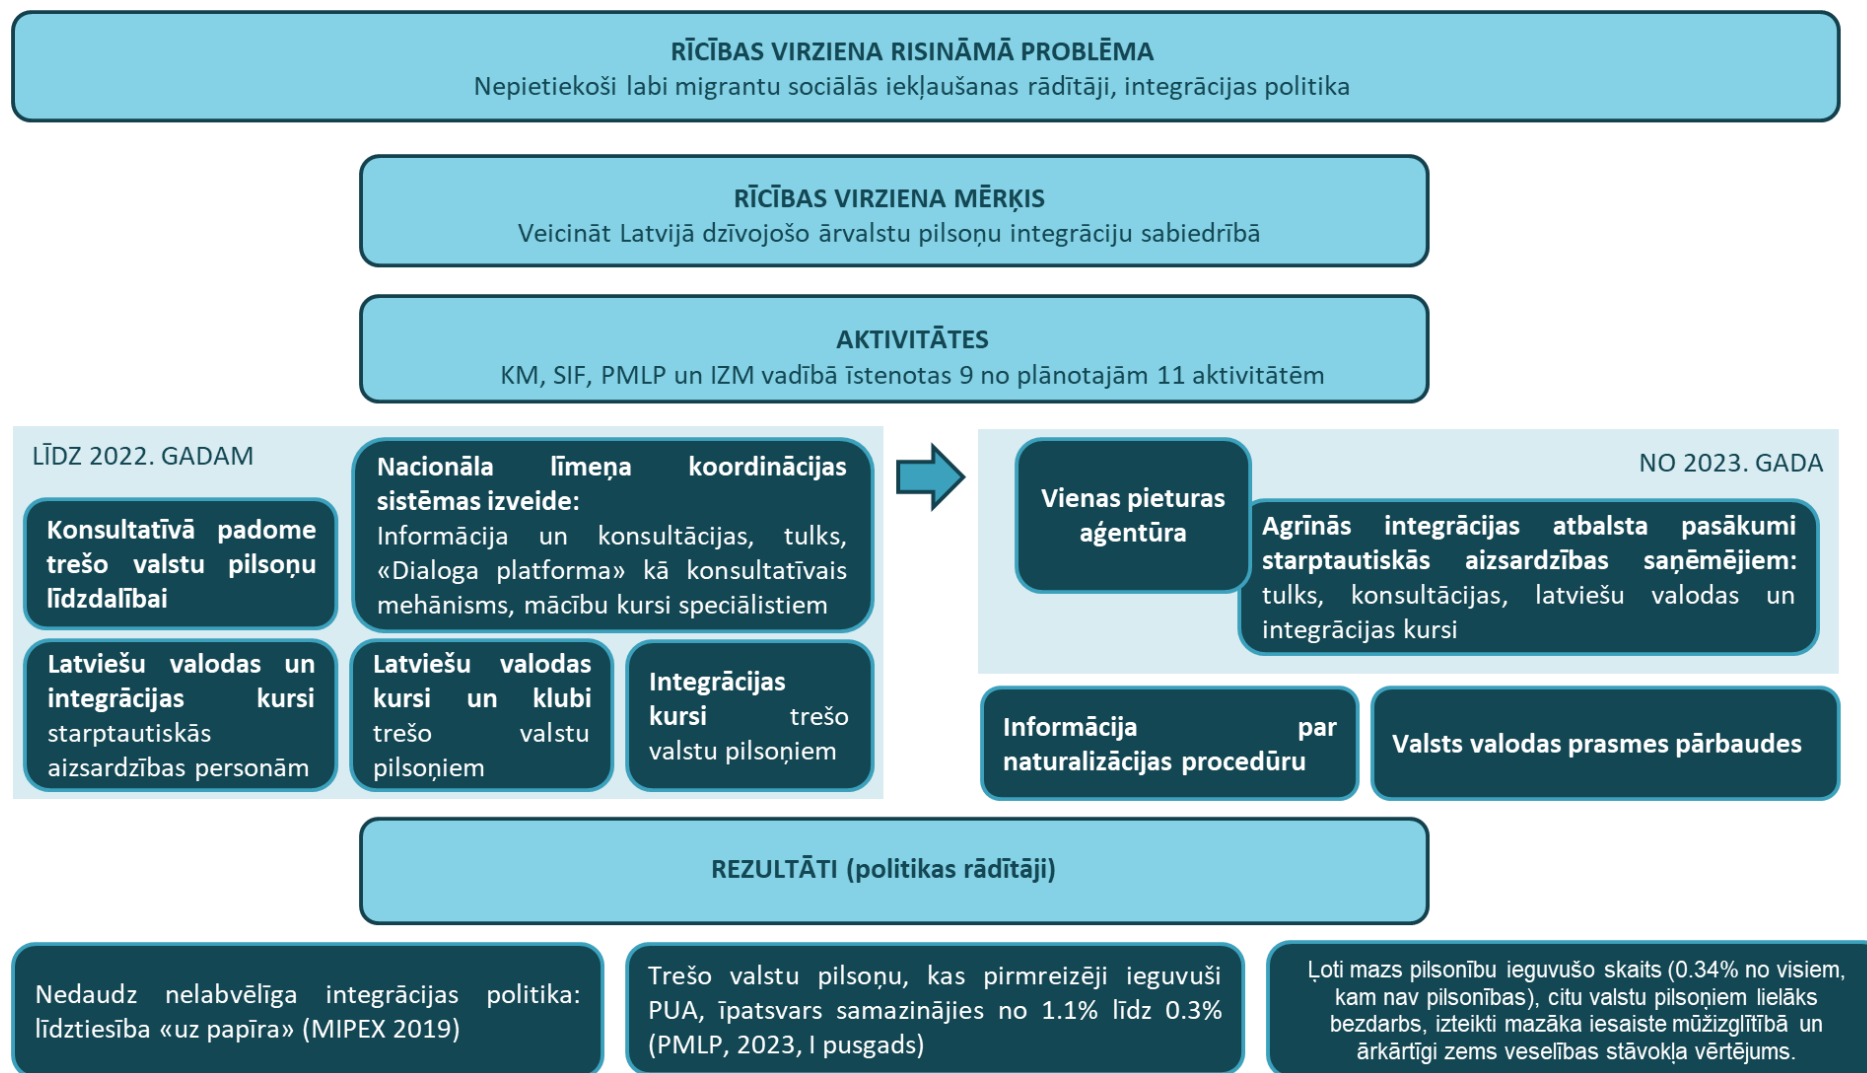 RĪCĪBAS VIRZIENA RISINĀMĀ PROBLĒMA
Nepietiekoši labi migrantu sociālās iekļaušanas rādītāji, integrācijas politika
RĪCĪBAS VIRZIENA MĒRĶIS
Veicināt Latvijā dzīvojošo ārvalstu pilsoņu integrāciju sabiedrībā
AKTIVITĀTES
KM, SIF, PMLP un IZM vadībā īstenotas 9 no plānotajām 11 aktivitātēm
LĪDZ 2022. GADAM
Konsultatīvā padome
trešo valstu pilsoņu
līdzdalībai
Nacionāla līmeņa koordinācijas
sistēmas izveide:
Informācija un konsultācijas, tulks,
«Dialoga platforma» kā konsultatīvais
mehānisms, mācību kursi speciālistiem
Latviešu valodas un
integrācijas kursi
starptautiskās
aizsardzības personām
Latviešu valodas
kursi un klubi
trešo valstu
pilsoņiem
Integrācijas
kursi trešo
valstu pilsoņiem
NO 2023. GADA
Vienas pieturas
aģentūra
Agrīnās integrācijas atbalsta pasākumi
starptautiskās aizsardzības saņēmējiem:
tulks, konsultācijas, latviešu valodas un
integrācijas kursi
Informācija par
naturalizācijas procedūru
Valsts valodas prasmes pārbaudes
REZULTĀTI (politikas rādītāji)
Nedaudz nelabvēlīga integrācijas politika:
līdztiesība «uz papīra» (MIPEX 2019)
Trešo valstu pilsoņu, kas pirmreizēji ieguvuši
PUA, īpatsvars samazinājies no 1.1% līdz 0.3%
(PMLP, 2023, I pusgads)
Ļoti mazs pilsonību ieguvušo skaits (0.34% no visiem,
kam nav pilsonības), citu valstu pilsoņiem lielāks
bezdarbs, izteikti mazāka iesaiste mūžizglītībā un
ārkārtīgi zems veselības stāvokļa vērtējums.